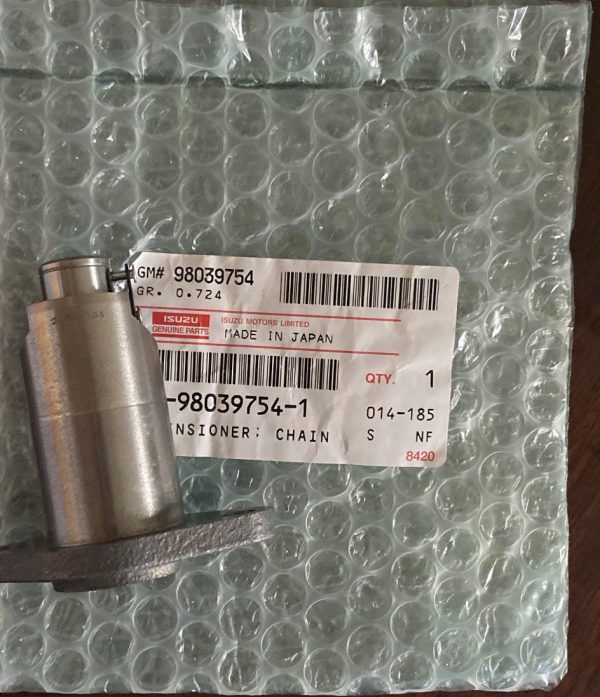 GM# 98039754
GR. 0.724
ISUZU
GENUINE PARTS
ISUZU MOTORS LIMITED
MADE IN JAPAN
QTY. 1
-98039754-1
014-185
NSIONER; CHAIN
S NF
8420